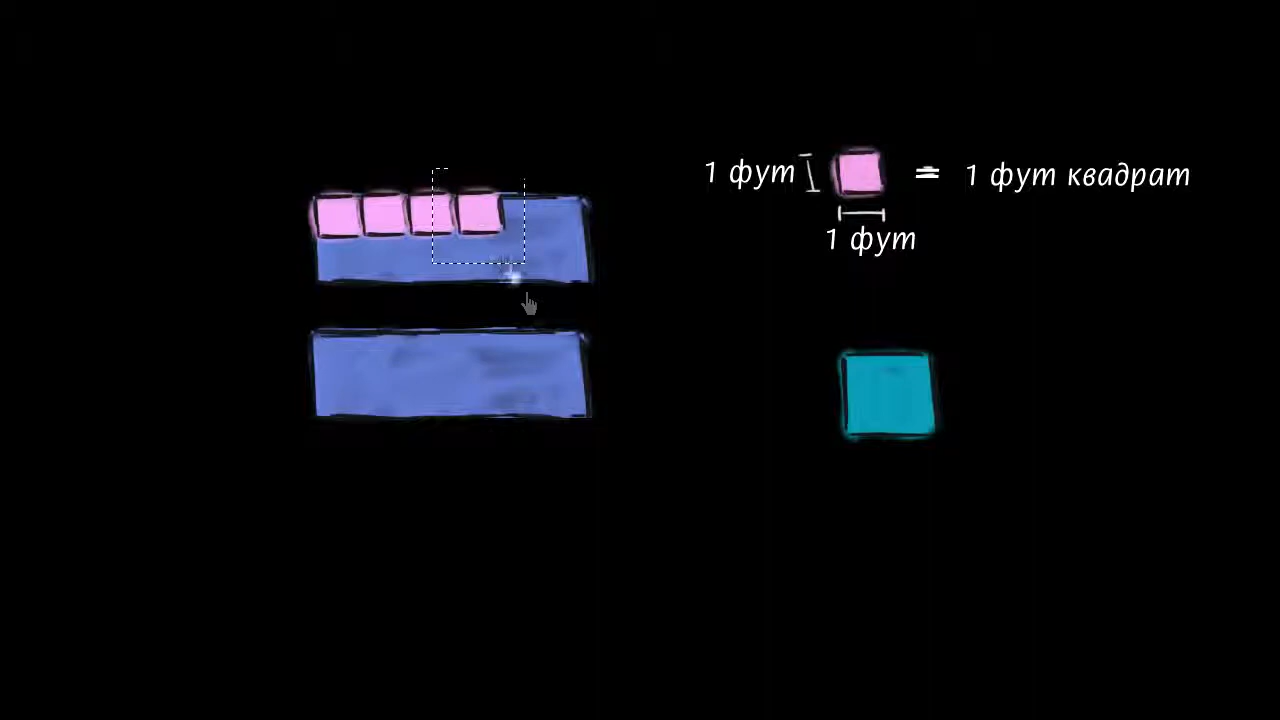 1 фут = 1 фут квадрат
1 фут